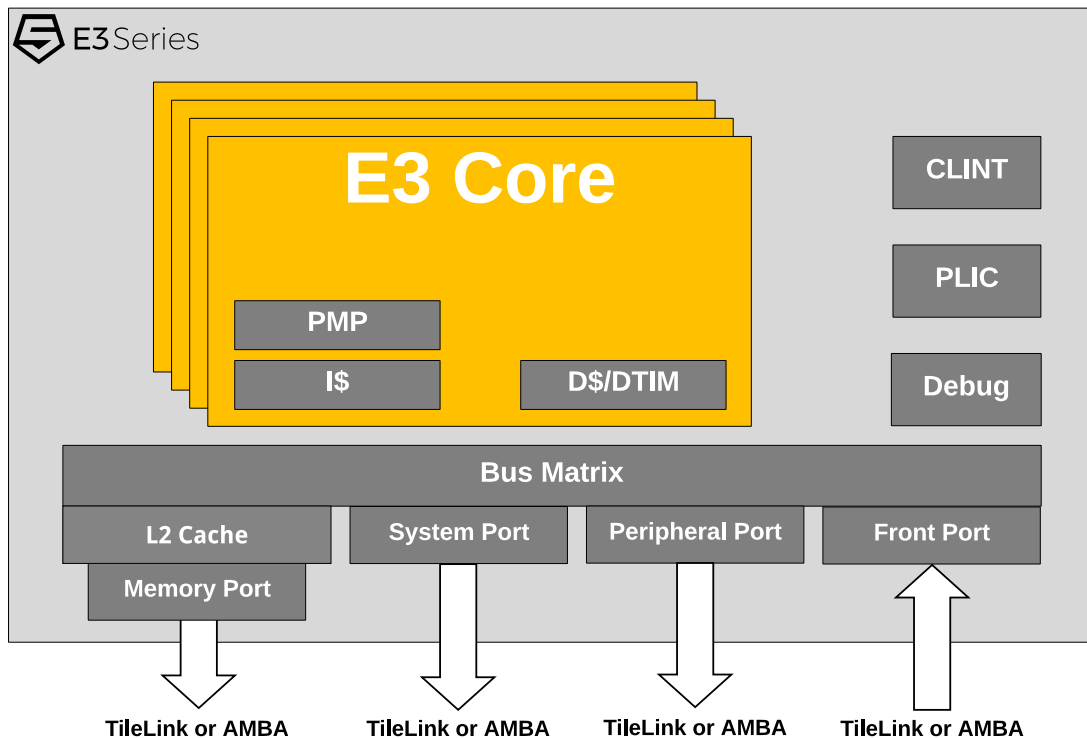 E3 Series
E3 Core
CLINT
PLIC
PMP
I$
D$/DTIM
Debug
Bus Matrix
L2 Cache
System Port
Peripheral Port
Front Port
Memory Port
TileLink or AMBA
TileLink or AMBA
TileLink or AMBA
TileLink or AMBA